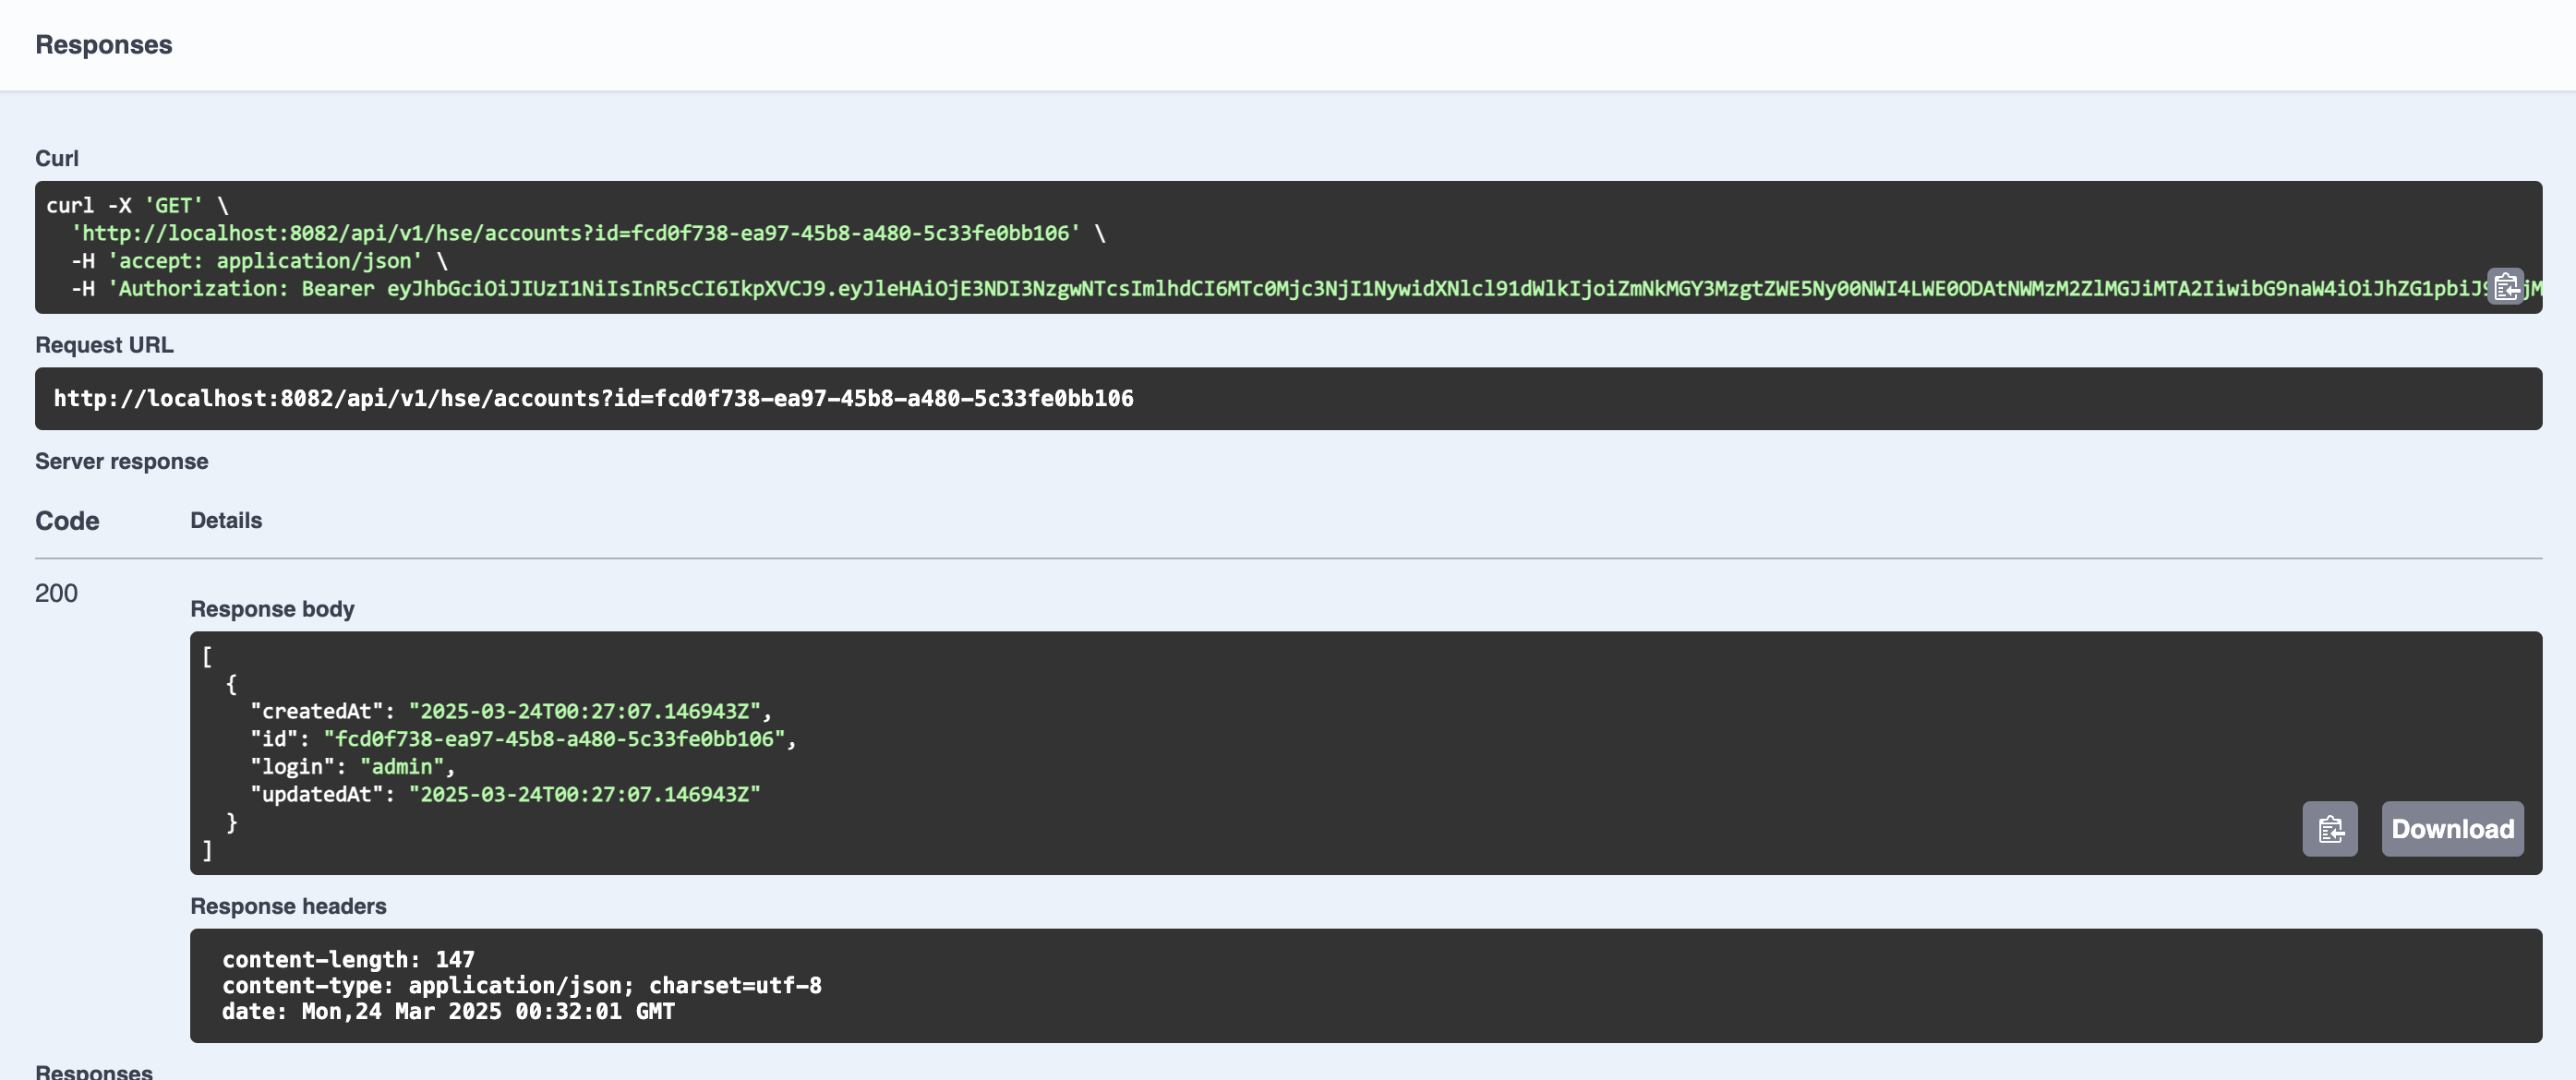 Responses
Curl
curl -X 'GET' \
'http://localhost:8082/api/v1/hse/accounts?id=fcd0f738-ea97-45b8-a480-5c33fe0bb106' \
-H 'accept: application/json' \
-H 'Authorization: Bearer eyJhbGciOiJIUzI1NiIsInR5cCI6IkpXVCJ9.eyJleHAiOjE3NDI3NzgwNTcsImlhdCI6MTc0Mjc3NjI1NywidXNlcl91dWlkIjoiZmNkMGY3MzgtZWE5Ny00NWI4LWE0ODAtNWMzM2ZlMGJiMTA2IiwibG9naW4iOiJhZG1pbiJ9
Request URL
http://localhost:8082/api/v1/hse/accounts?id=fcd0f738-ea97-45b8-a480-5c33fe0bb106
Server response
Code Details
200
Response body
[
{
"createdAt": "2025-03-24T00:27:07.146943Z",
"id": "fcd0f738-ea97-45b8-a480-5c33fe0bb106",
"login": "admin",
"updatedAt": "2025-03-24T00:27:07.146943Z"
}
]
Download
Response headers
content-length: 147
content-type: application/json; charset=utf-8
date: Mon,24 Mar 2025 00:32:01 GMT
Responses